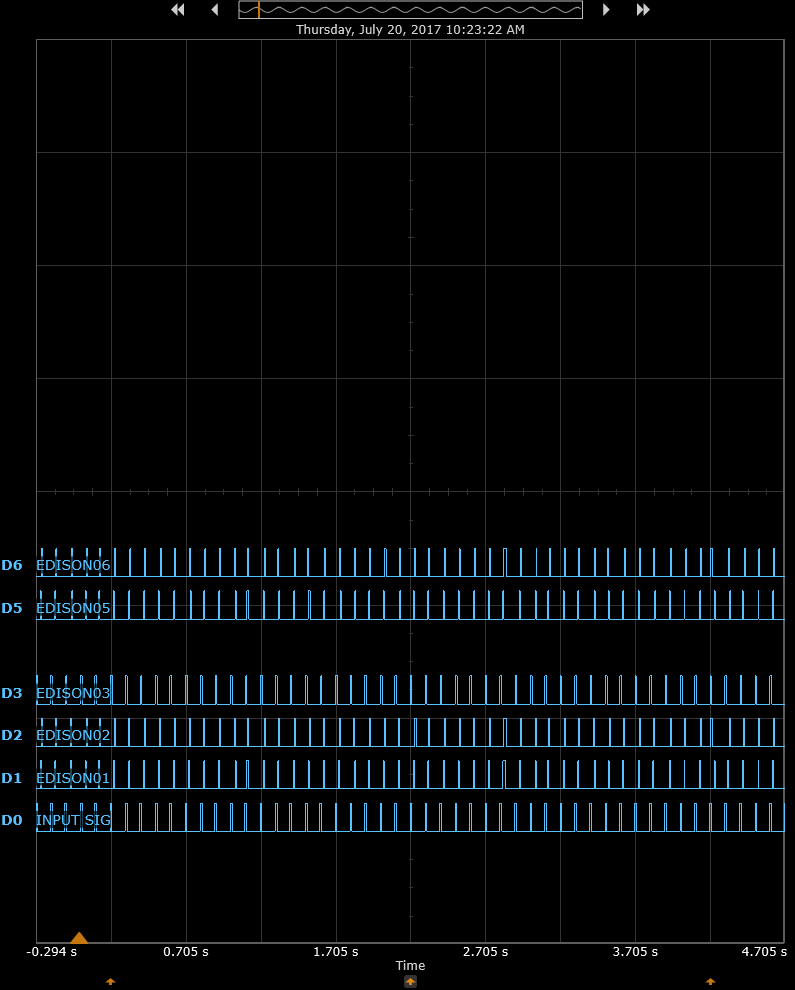 Thursday, July 20, 2017 10:23:22 AM
D6 EDISON06
D5 EDISON05
D3 EDISON03
D2 EDISON02
D1 EDISON01
D0 INPUT SIG
-0.294 s 0.705 s 1.705 s 2.705 s 3.705 s 4.705 s
Time